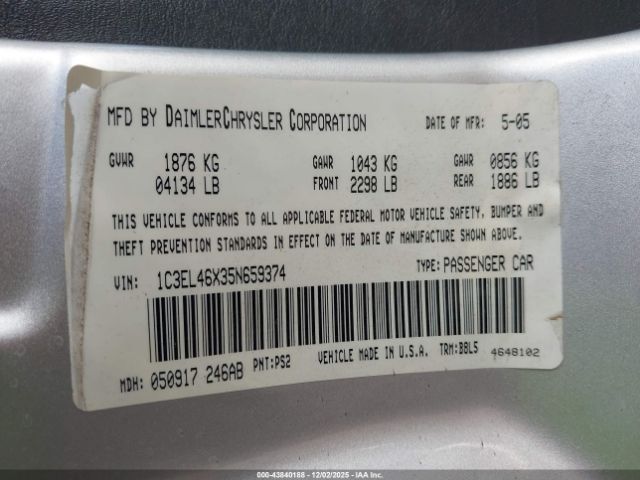 MFD BY DAIMLERCHRYSLER CORPORATION DATE OF MFR: 5-05
GVWR 1876 KG GAWR 1043 KG GAWR 0856 KG
04134 LB FRONT 2298 LB REAR 1886 LB
THIS VEHICLE CONFORMS TO ALL APPLICABLE FEDERAL MOTOR VEHICLE SAFETY, BUMPER AND
THEFT PREVENTION STANDARDS IN EFFECT ON THE DATE OF MANUFACTURE SHOWN ABOVE.
VIN: 1C3EL46X35N659374 TYPE: PASSENGER CAR
MDH: 050917 246AB PNT:PS2 VEHICLE MADE IN U.S.A. TRM:BBL5 4648102
000-43840188 - 12/02/2025 - IAA Inc.